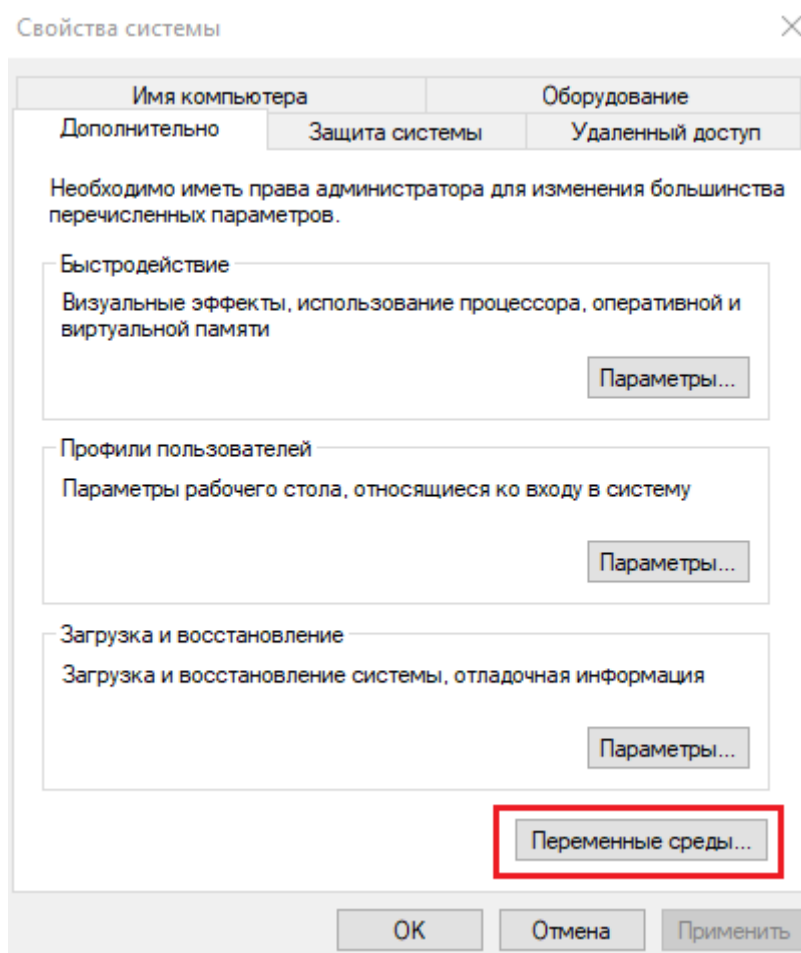 Свойства системы
Имя компьютера
Оборудование
Дополнительно
Защита системы
Удаленный доступ
Необходимо иметь права администратора для изменения большинства
перечисленных параметров.
Быстродействие
Визуальные эффекты, использование процессора, оперативной и
виртуальной памяти
Параметры...
Профили пользователей
Параметры рабочего стола, относящиеся ко входу в систему
Параметры...
Загрузка и восстановление
Загрузка и восстановление системы, отладочная информация
Параметры...
Переменные среды...
ОК
Отмена
Применить